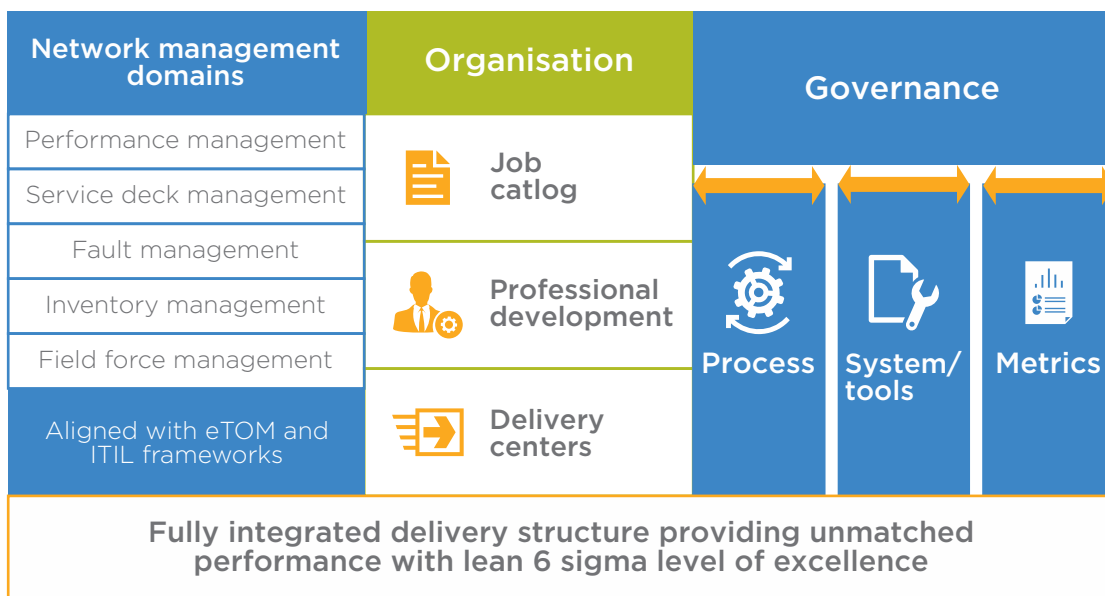 Network management
domains
Performance management
Service deck management
Fault management
Inventory management
Field force management
Aligned with eTOM and
ITIL frameworks
Organisation
Job
catlog
Professional
development
Delivery
centers
Governance
Process
System/
tools
Metrics
Fully integrated delivery structure providing unmatched
performance with lean 6 sigma level of excellence